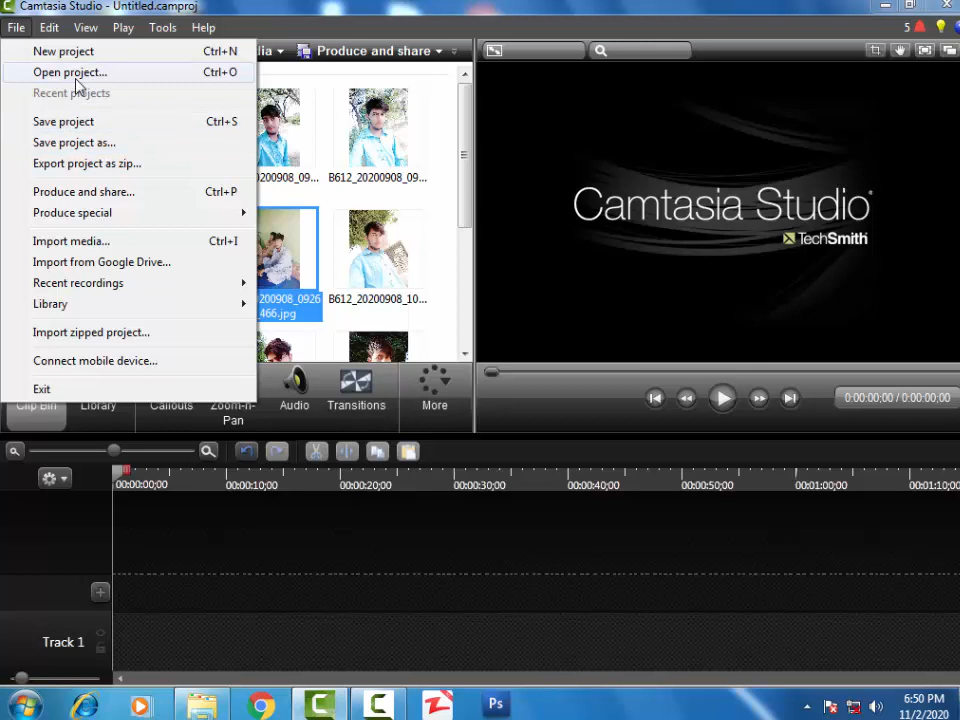 Camtasia Studio - Untitled.camproj
File Edit View Play Tools Help
5
New project Ctrl+N
Open project... Ctrl+O
Recent projects
Save project Ctrl+S
Save project as...
Export project as zip...
Produce and share... Ctrl+P
Produce special
Import media... Ctrl+I
Import from Google Drive...
Recent recordings
Library
Import zipped project...
Connect mobile device...
Exit
Produce and share
B612_20200908_09...
B612_20200908_10...
Camtasia Studio
TechSmith
Clip Bin Library Callouts Zoom-n-
Pan Audio Transitions More
0:00:00;00 / 0:00:00;00
00:00:00;00 00:00:10;00 00:00:20;00 00:00:30;00 00:00:40;00 00:00:50;00 00:01:00;00 00:01:10;00
Track 1
Ps
6:50 PM
11/2/2020